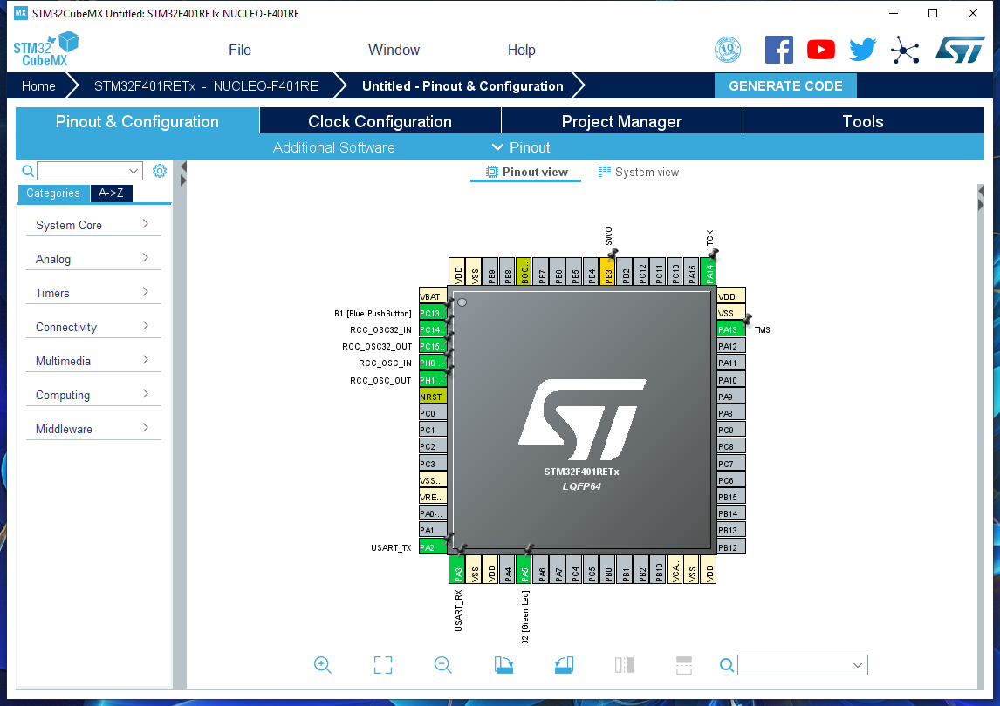 MX STM32CubeMX Untitled: STM32F401RETx NUCLEO-F401RE
STM32 CubeMX
File Window Help
10
ST
Home STM32F401RETx - NUCLEO-F401RE Untitled - Pinout & Configuration GENERATE CODE
Pinout & Configuration Clock Configuration Project Manager Tools
Additional Software Pinout
Pinout view System view
Categories A->Z
System Core
Analog
Timers
Connectivity
Multimedia
Computing
Middleware
SWO TCK
VDD VSS PB9 PB8 BOO.. PB7 PB6 PB5 PB4 PB3 PD2 PC12 PC11 PC10 PA15 PA14
VBAT
B1 [Blue PushButton] PC13..
RCC_OSC32_IN PC14..
RCC_OSC32_OUT PC15..
RCC_OSC_IN PH0 ..
RCC_OSC_OUT PH1 ..
NRST
PC0
PC1
PC2
PC3
VSS..
VRE..
PA0-..
PA1
USART_TX PA2
ST
STM32F401RETx
LQFP64
VDD
VSS
PA13 TMS
PA12
PA11
PA10
PA9
PA8
PC9
PC8
PC7
PC6
PB15
PB14
PB13
PB12
PA3 VSS VDD PA4 PA5 PA6 PA7 PC4 PC5 PB0 PB1 PB2 PB10 VCA.. VSS VDD
USART_RX
[Green Led]